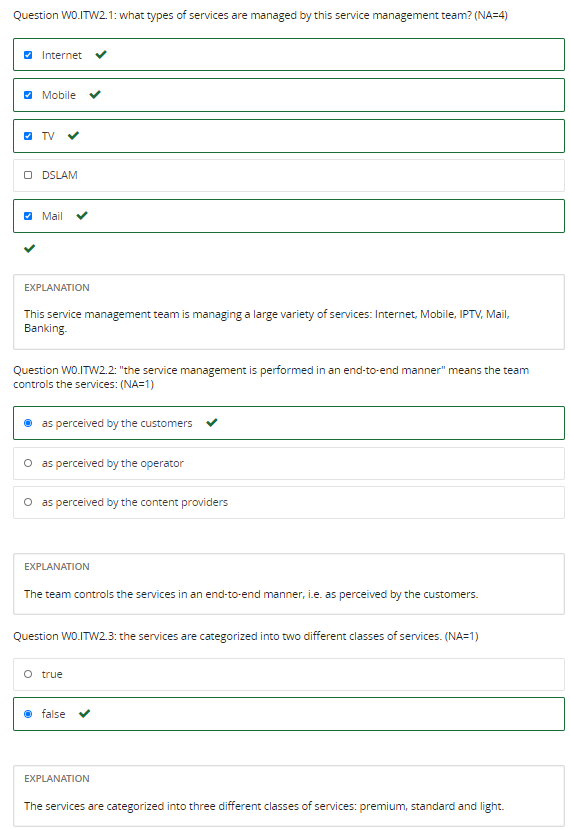 Question W0.ITW2.1: what types of services are managed by this service management team? (NA=4)
Internet
Mobile
TV
DSLAM
Mail
EXPLANATION
This service management team is managing a large variety of services: Internet, Mobile, IPTV, Mail,
Banking.
Question W0.ITW2.2: "the service management is performed in an end-to-end manner" means the team
controls the services: (NA=1)
as perceived by the customers
as perceived by the operator
as perceived by the content providers
EXPLANATION
The team controls the services in an end-to-end manner, i.e. as perceived by the customers.
Question W0.ITW2.3: the services are categorized into two different classes of services. (NA=1)
true
false
EXPLANATION
The services are categorized into three different classes of services: premium, standard and light.